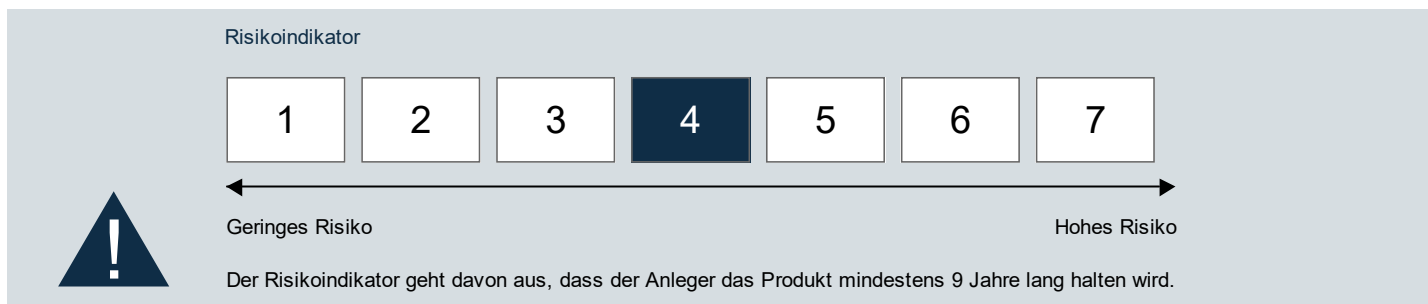 Risikoindikator
1 2 3 4 5 6 7
Geringes Risiko Hohes Risiko
!
Der Risikoindikator geht davon aus, dass der Anleger das Produkt mindestens 9 Jahre lang halten wird.